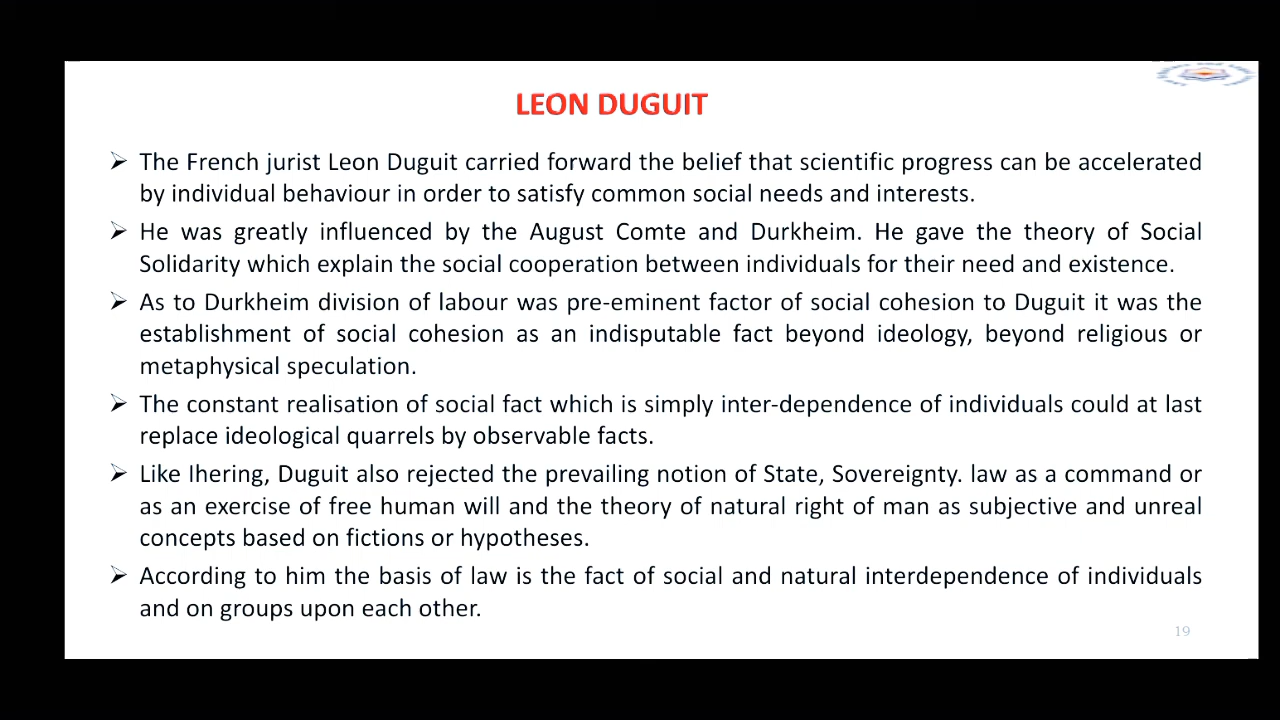 LEON DUGUIT
➢ The French jurist Leon Duguit carried forward the belief that scientific progress can be accelerated
by individual behaviour in order to satisfy common social needs and interests.
➢ He was greatly influenced by the August Comte and Durkheim. He gave the theory of Social
Solidarity which explain the social cooperation between individuals for their need and existence.
➢ As to Durkheim division of labour was pre-eminent factor of social cohesion to Duguit it was the
establishment of social cohesion as an indisputable fact beyond ideology, beyond religious or
metaphysical speculation.
➢ The constant realisation of social fact which is simply inter-dependence of individuals could at last
replace ideological quarrels by observable facts.
➢ Like Ihering, Duguit also rejected the prevailing notion of State, Sovereignty. law as a command or
as an exercise of free human will and the theory of natural right of man as subjective and unreal
concepts based on fictions or hypotheses.
➢ According to him the basis of law is the fact of social and natural interdependence of individuals
and on groups upon each other.
19